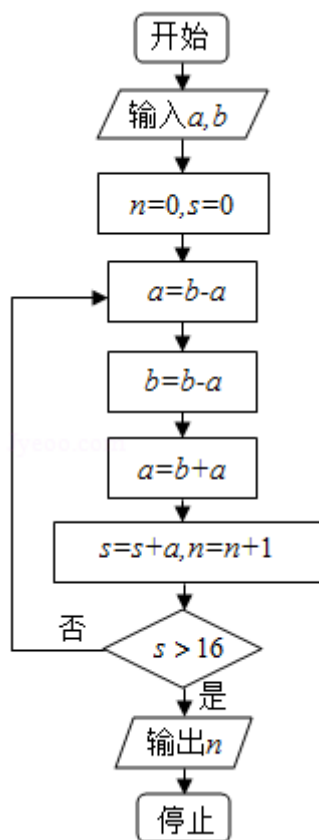 开始
输入a,b
n=0,s=0
a=b-a
b=b-a
a=b+a
s=s+a,n=n+1
否
s>16
是
输出n
停止